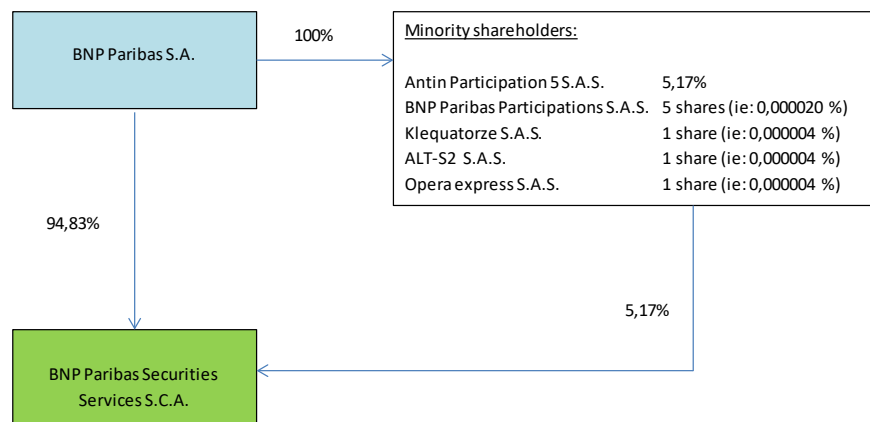 BNP Paribas S.A.
100%
Minority shareholders:
Antin Participation 5 S.A.S. 5,17%
BNP Paribas Participations S.A.S. 5 shares (ie: 0,000020 %)
Klequatorze S.A.S. 1 share (ie: 0,000004 %)
ALT-S2 S.A.S. 1 share (ie: 0,000004 %)
Opera express S.A.S. 1 share (ie: 0,000004 %)
94,83%
5,17%
BNP Paribas Securities
Services S.C.A.